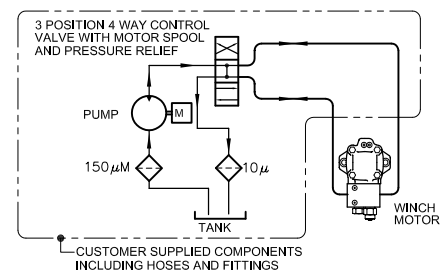 3 POSITION 4 WAY CONTROL
VALVE WITH MOTOR SPOOL
AND PRESSURE RELIEF
PUMP
M
150µM
10µ
TANK
WINCH
MOTOR
CUSTOMER SUPPLIED COMPONENTS
INCLUDING HOSES AND FITTINGS